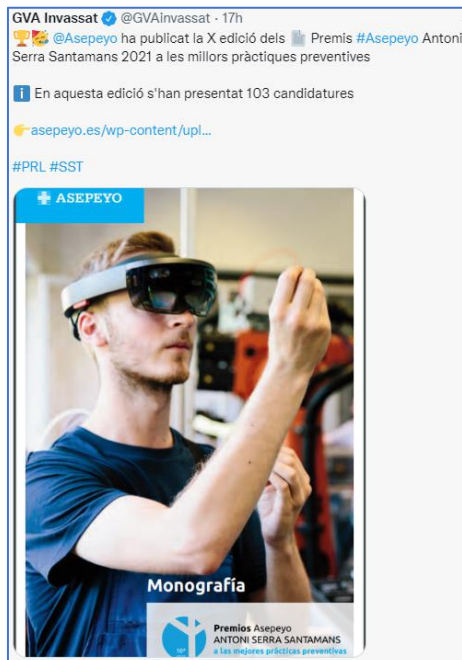 GVA Invassat @GVAinvassat · 17h
🏆🥳 @Asepeyo ha publicat la X edició dels 📄 Premis #Asepeyo Antoni
Serra Santamans 2021 a les millors pràctiques preventives
ℹ️ En aquesta edició s'han presentat 103 candidatures
👉asepeyo.es/wp-content/upl...
#PRL #SST
ASEPEYO
Monografía
Premios Asepeyo
ANTONI SERRA SANTAMANS
a las mejores prácticas preventivas